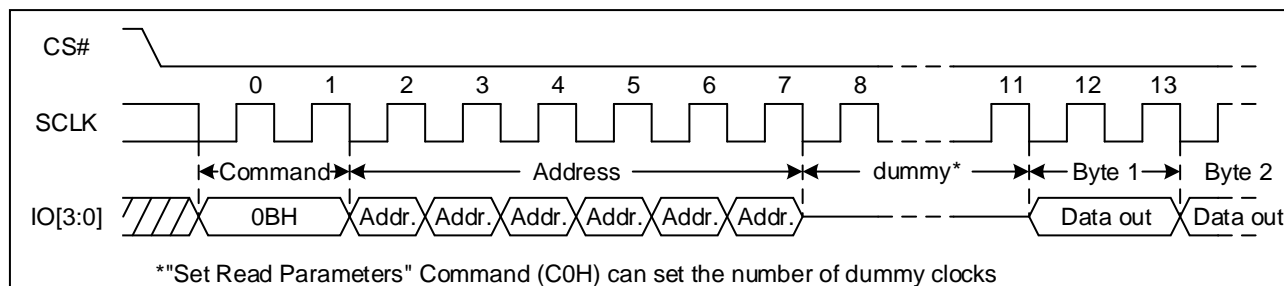 CS#
0 1 2 3 4 5 6 7 8 11 12 13
SCLK
Command Address dummy* Byte 1 Byte 2
IO[3:0] 0BH Addr. Addr. Addr. Addr. Addr. Addr. Data out Data out
*"Set Read Parameters" Command (C0H) can set the number of dummy clocks